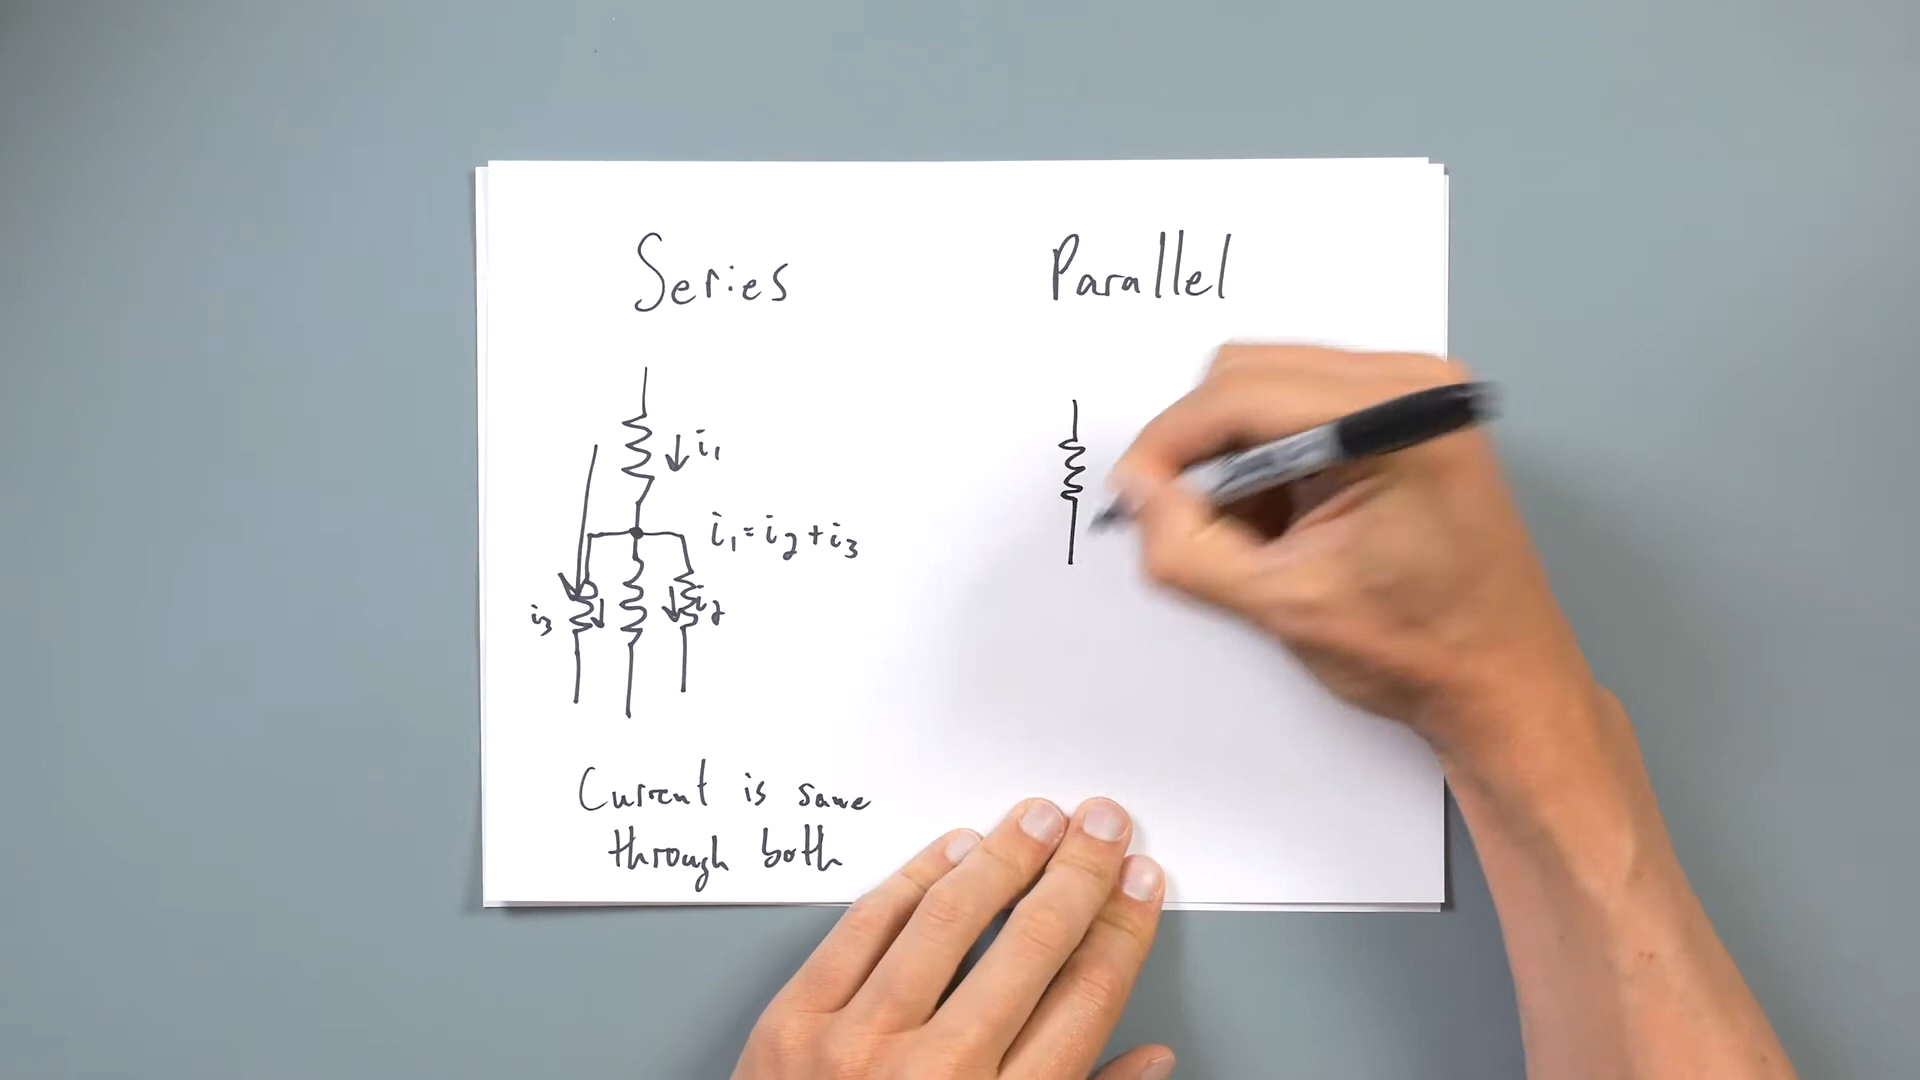 Series
Parallel
i₁
i₁ = i₂ + i₃
i₃
i₂
Current is same
through both